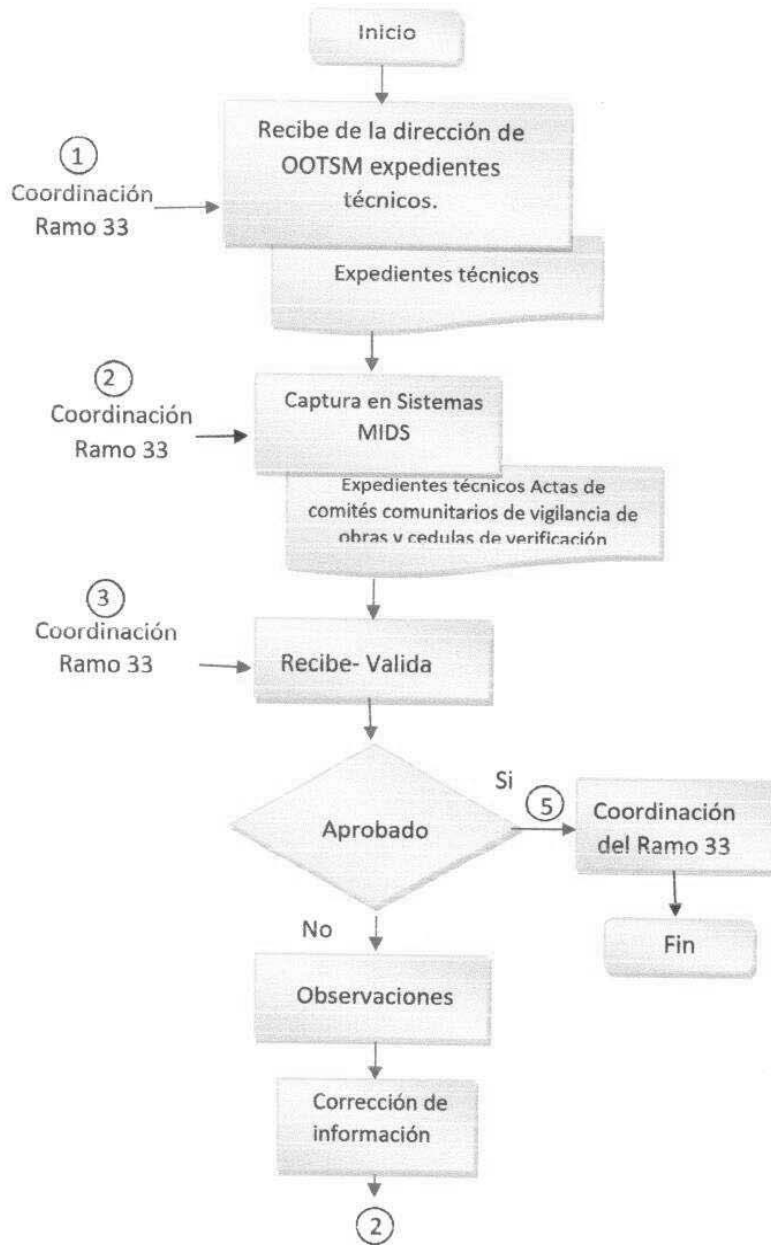 Inicio
Recibe de la dirección de
OOTSM expedientes
técnicos.
1
Coordinación
Ramo 33
Expedientes técnicos
2
Coordinación
Ramo 33
Captura en Sistemas
MIDS
Expedientes técnicos Actas de
comités comunitarios de vigilancia de
obras y cedulas de verificación
3
Coordinación
Ramo 33
Recibe- Valida
Aprobado
Si
5
Coordinación
del Ramo 33
Fin
No
Observaciones
Corrección de
información
2